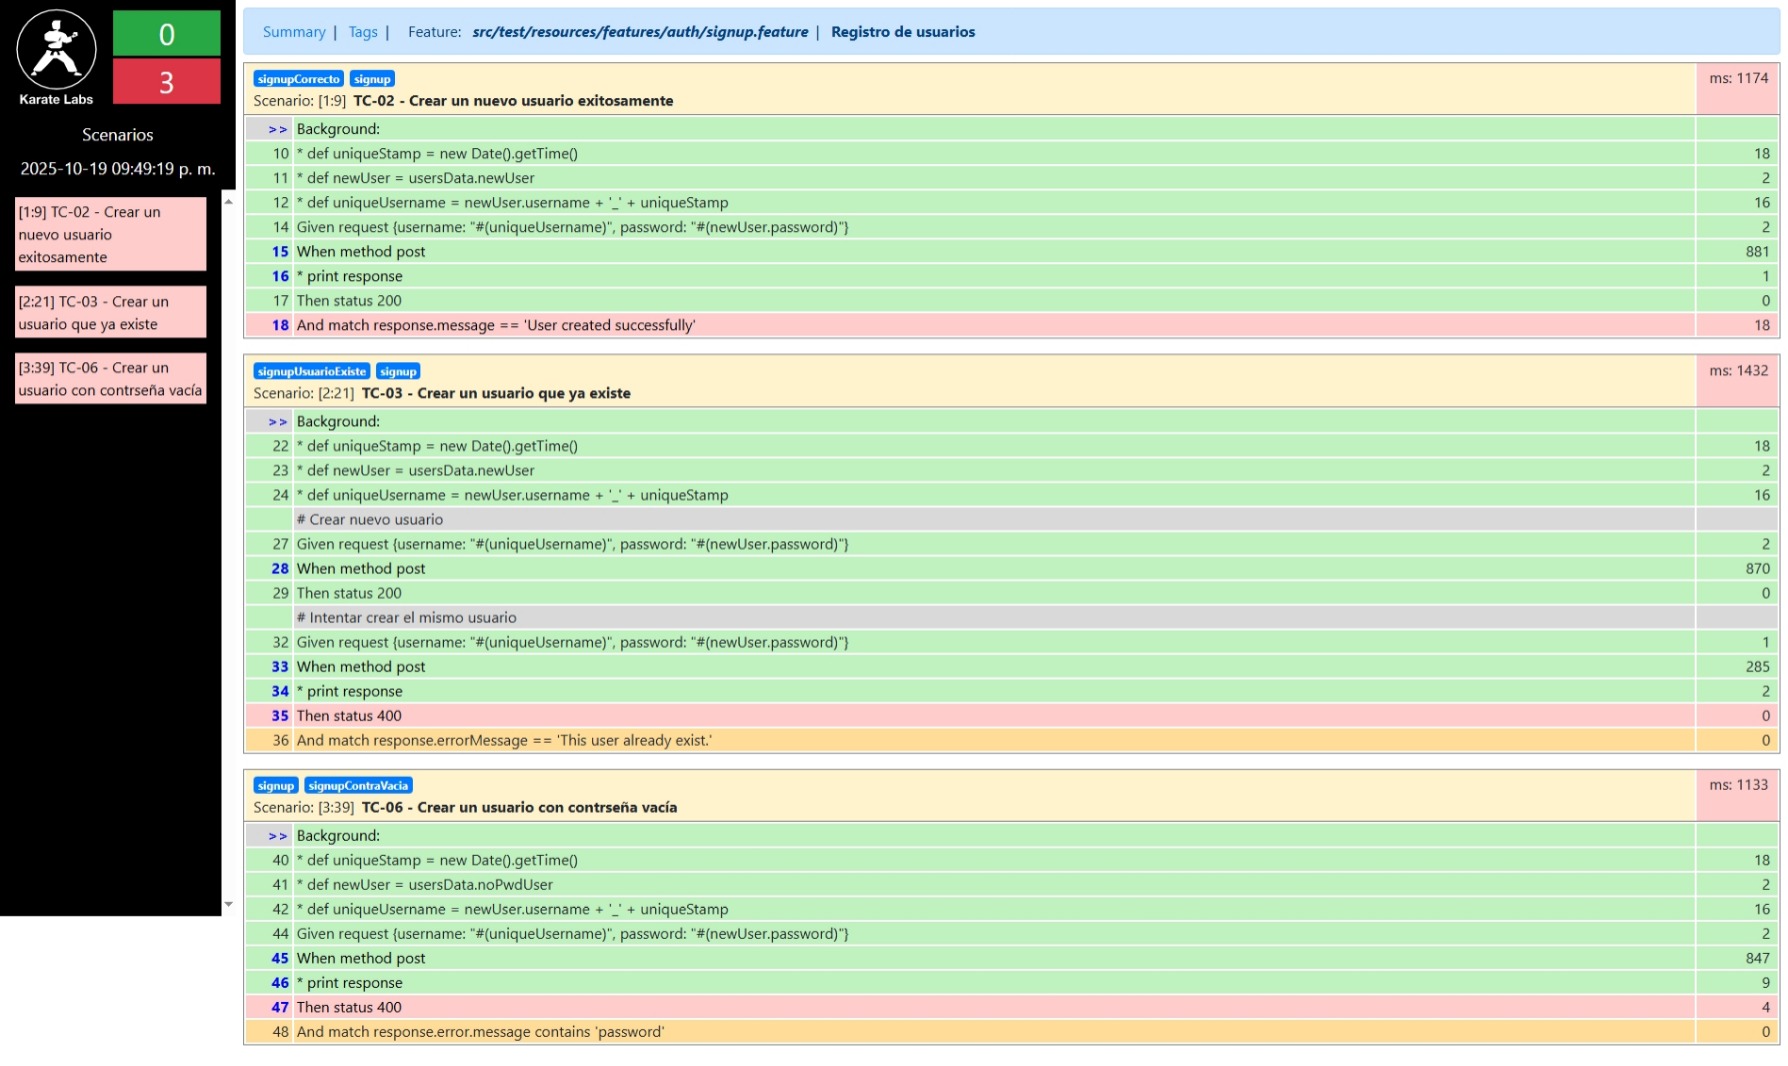 0
3
Karate Labs
Scenarios
2025-10-19 09:49:19 p. m.
[1:9] TC-02 - Crear un
nuevo usuario
exitosamente
[2:21] TC-03 - Crear un
usuario que ya existe
[3:39] TC-06 - Crear un
usuario con contrseña vacía
Summary | Tags | Feature: src/test/resources/features/auth/signup.feature | Registro de usuarios
signupCorrecto signup ms: 1174
Scenario: [1:9] TC-02 - Crear un nuevo usuario exitosamente
>> Background:
10 * def uniqueStamp = new Date().getTime() 18
11 * def newUser = usersData.newUser 2
12 * def uniqueUsername = newUser.username + '_' + uniqueStamp 16
14 Given request {username: "#(uniqueUsername)", password: "#(newUser.password)"} 2
15 When method post 881
16 * print response 1
17 Then status 200 0
18 And match response.message == 'User created successfully' 18
signupUsuarioExiste signup ms: 1432
Scenario: [2:21] TC-03 - Crear un usuario que ya existe
>> Background:
22 * def uniqueStamp = new Date().getTime() 18
23 * def newUser = usersData.newUser 2
24 * def uniqueUsername = newUser.username + '_' + uniqueStamp 16
# Crear nuevo usuario
27 Given request {username: "#(uniqueUsername)", password: "#(newUser.password)"} 2
28 When method post 870
29 Then status 200 0
# Intentar crear el mismo usuario
32 Given request {username: "#(uniqueUsername)", password: "#(newUser.password)"} 1
33 When method post 285
34 * print response 2
35 Then status 400 0
36 And match response.errorMessage == 'This user already exist.' 0
signup signupContraVacia ms: 1133
Scenario: [3:39] TC-06 - Crear un usuario con contrseña vacía
>> Background:
40 * def uniqueStamp = new Date().getTime() 18
41 * def newUser = usersData.noPwdUser 2
42 * def uniqueUsername = newUser.username + '_' + uniqueStamp 16
44 Given request {username: "#(uniqueUsername)", password: "#(newUser.password)"} 2
45 When method post 847
46 * print response 9
47 Then status 400 4
48 And match response.error.message contains 'password' 0